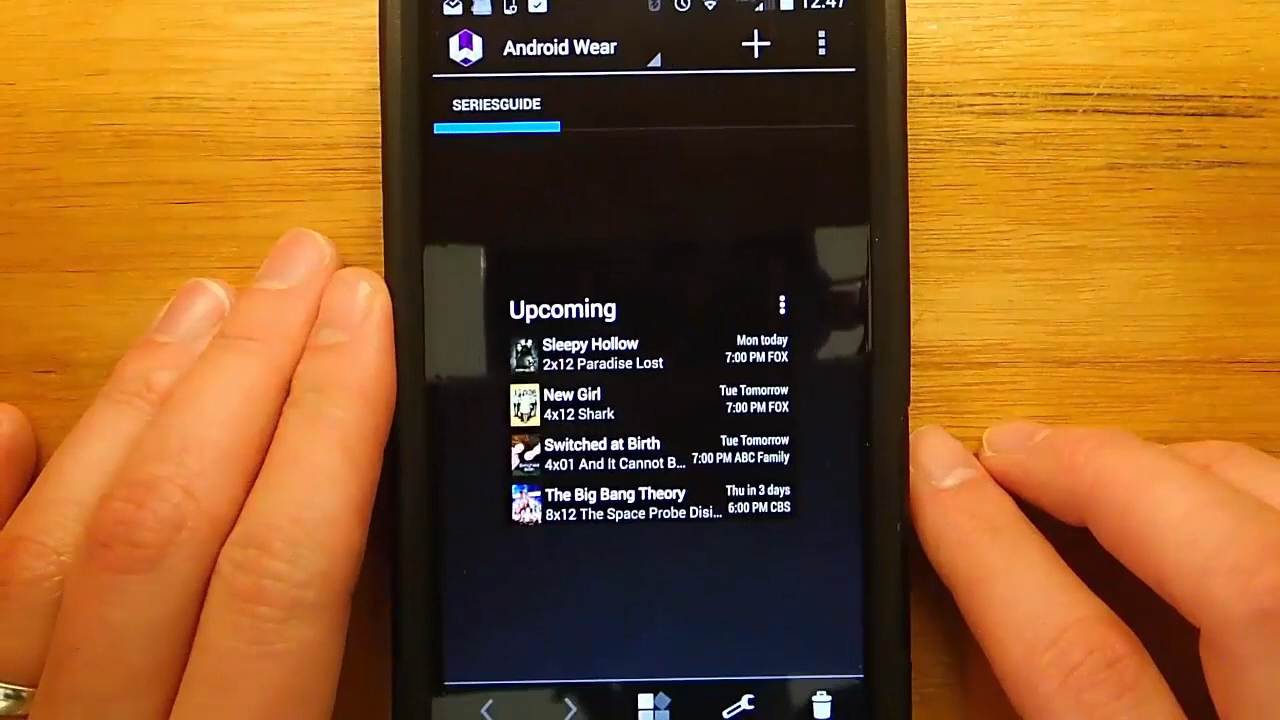 12:47
Android Wear
SERIESGUIDE
Upcoming
Sleepy Hollow
Mon today
2x12 Paradise Lost
7:00 PM FOX
New Girl
Tue Tomorrow
4x12 Shark
7:00 PM FOX
Switched at Birth
Tue Tomorrow
4x01 And It Cannot B...
7:00 PM ABC Family
The Big Bang Theory
Thu in 3 days
8x12 The Space Probe Disi...
6:00 PM CBS